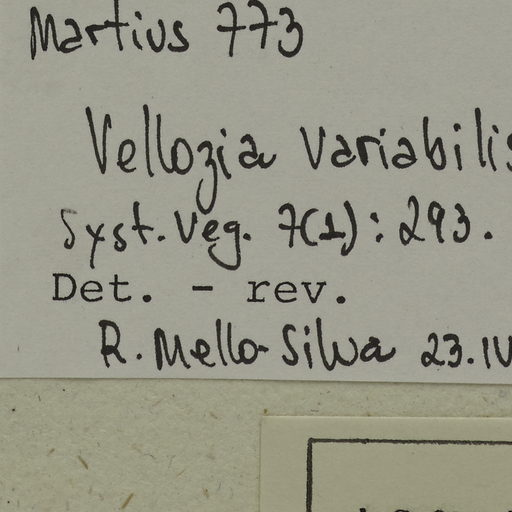 Martius 773
Vellozia variabilis
Syst. Veg. 7(1): 293.
Det. - rev.
R. Mello-Silva 23.IV